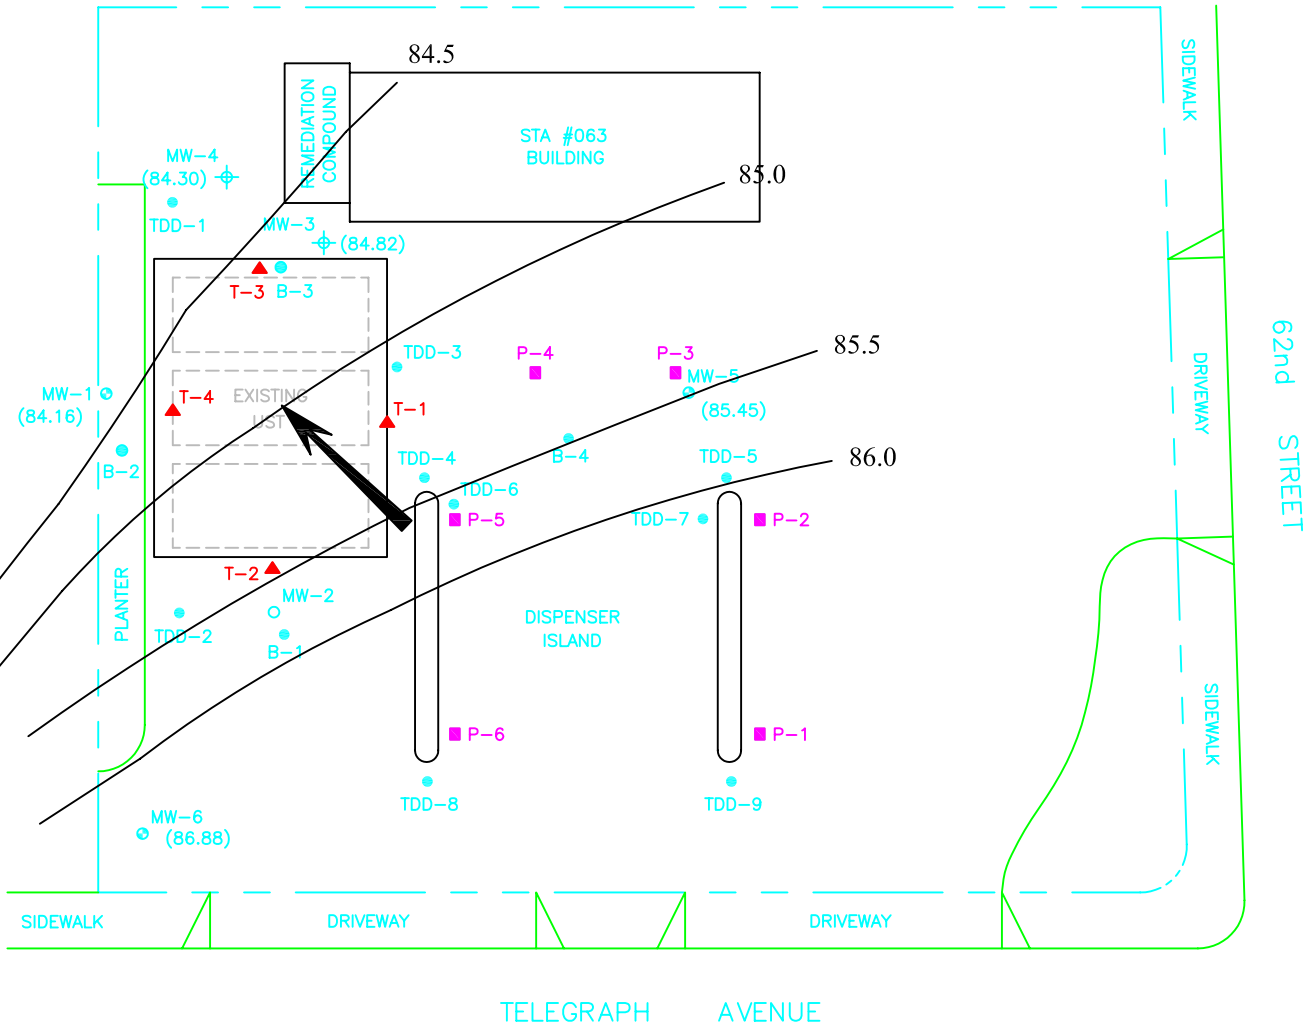 84.5
SIDEWALK
REMEDIATION
COMPOUND
STA #063
BUILDING
MW-4
(84.30)
85.0
TDD-1
MW-3
(84.82)
T-3
B-3
62nd STREET
P-4
P-3
85.5
TDD-3
MW-5
(85.45)
DRIVEWAY
MW-1
(84.16)
T-4
EXISTING
UST
T-1
B-4
B-2
TDD-4
TDD-5
86.0
TDD-6
P-5
TDD-7
P-2
T-2
MW-2
PLANTER
TDD-2
B-1
DISPENSER
ISLAND
SIDEWALK
P-6
P-1
TDD-8
TDD-9
MW-6
(86.88)
SIDEWALK
DRIVEWAY
DRIVEWAY
TELEGRAPH AVENUE